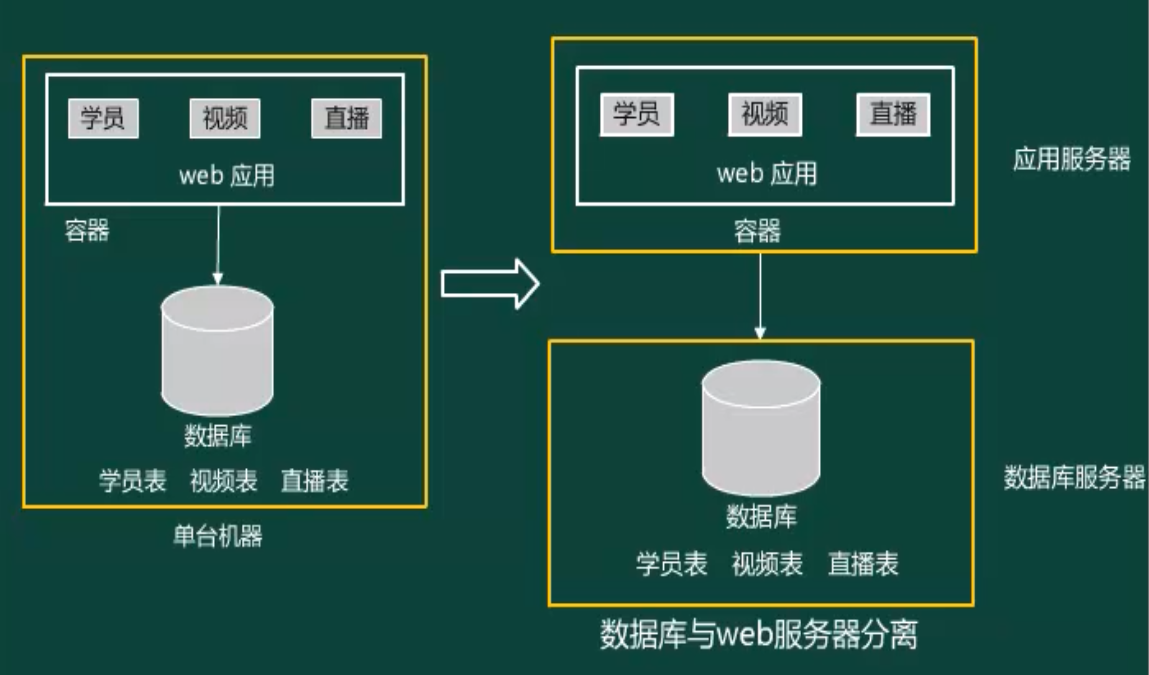 学员 视频 直播
web 应用
容器
数据库
学员表 视频表 直播表
单台机器
学员 视频 直播
web 应用
容器
应用服务器
数据库
学员表 视频表 直播表
数据库服务器
数据库与web服务器分离